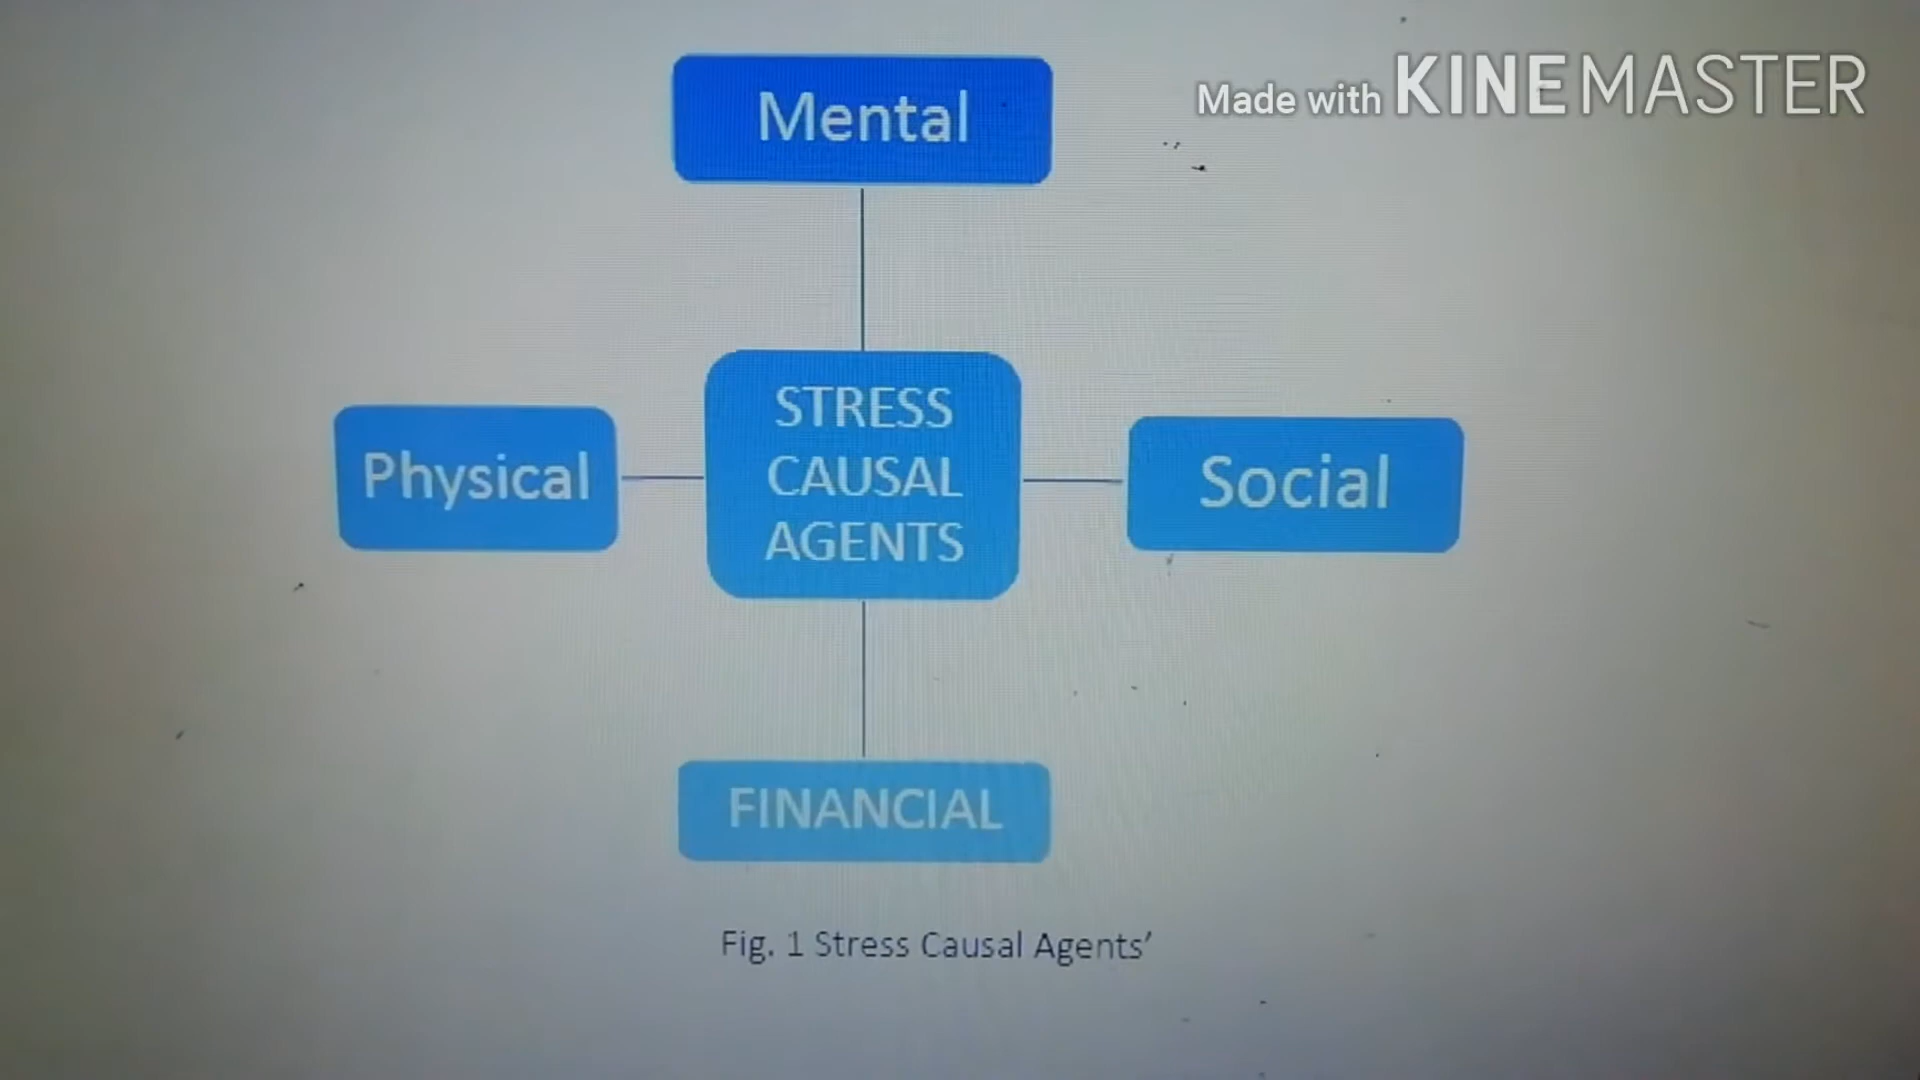 Made with KINEMASTER
Mental
Physical
STRESS
CAUSAL
AGENTS
Social
FINANCIAL
Fig. 1 Stress Causal Agents’